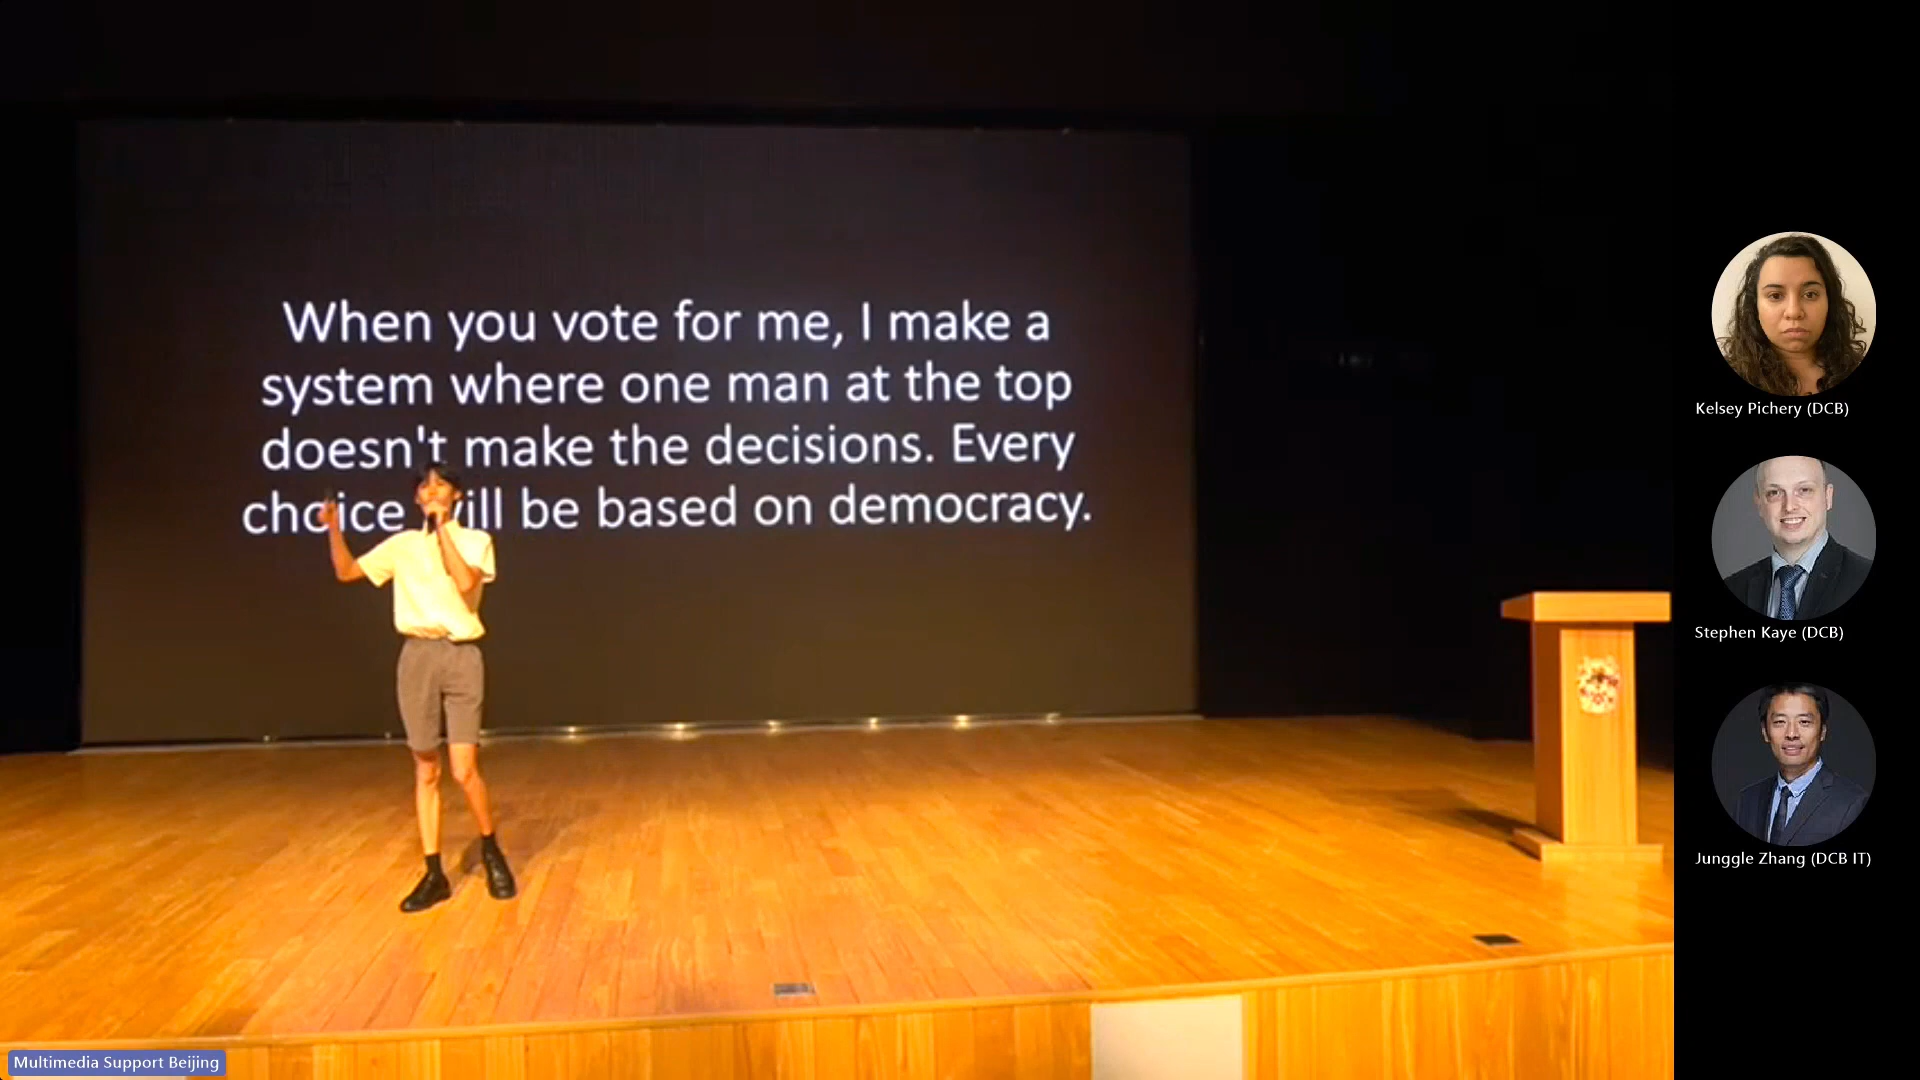 When you vote for me, I make a
system where one man at the top
doesn't make the decisions. Every
choice will be based on democracy.
Kelsey Pichery (DCB)
Stephen Kaye (DCB)
Junggle Zhang (DCB IT)
Multimedia Support Beijing